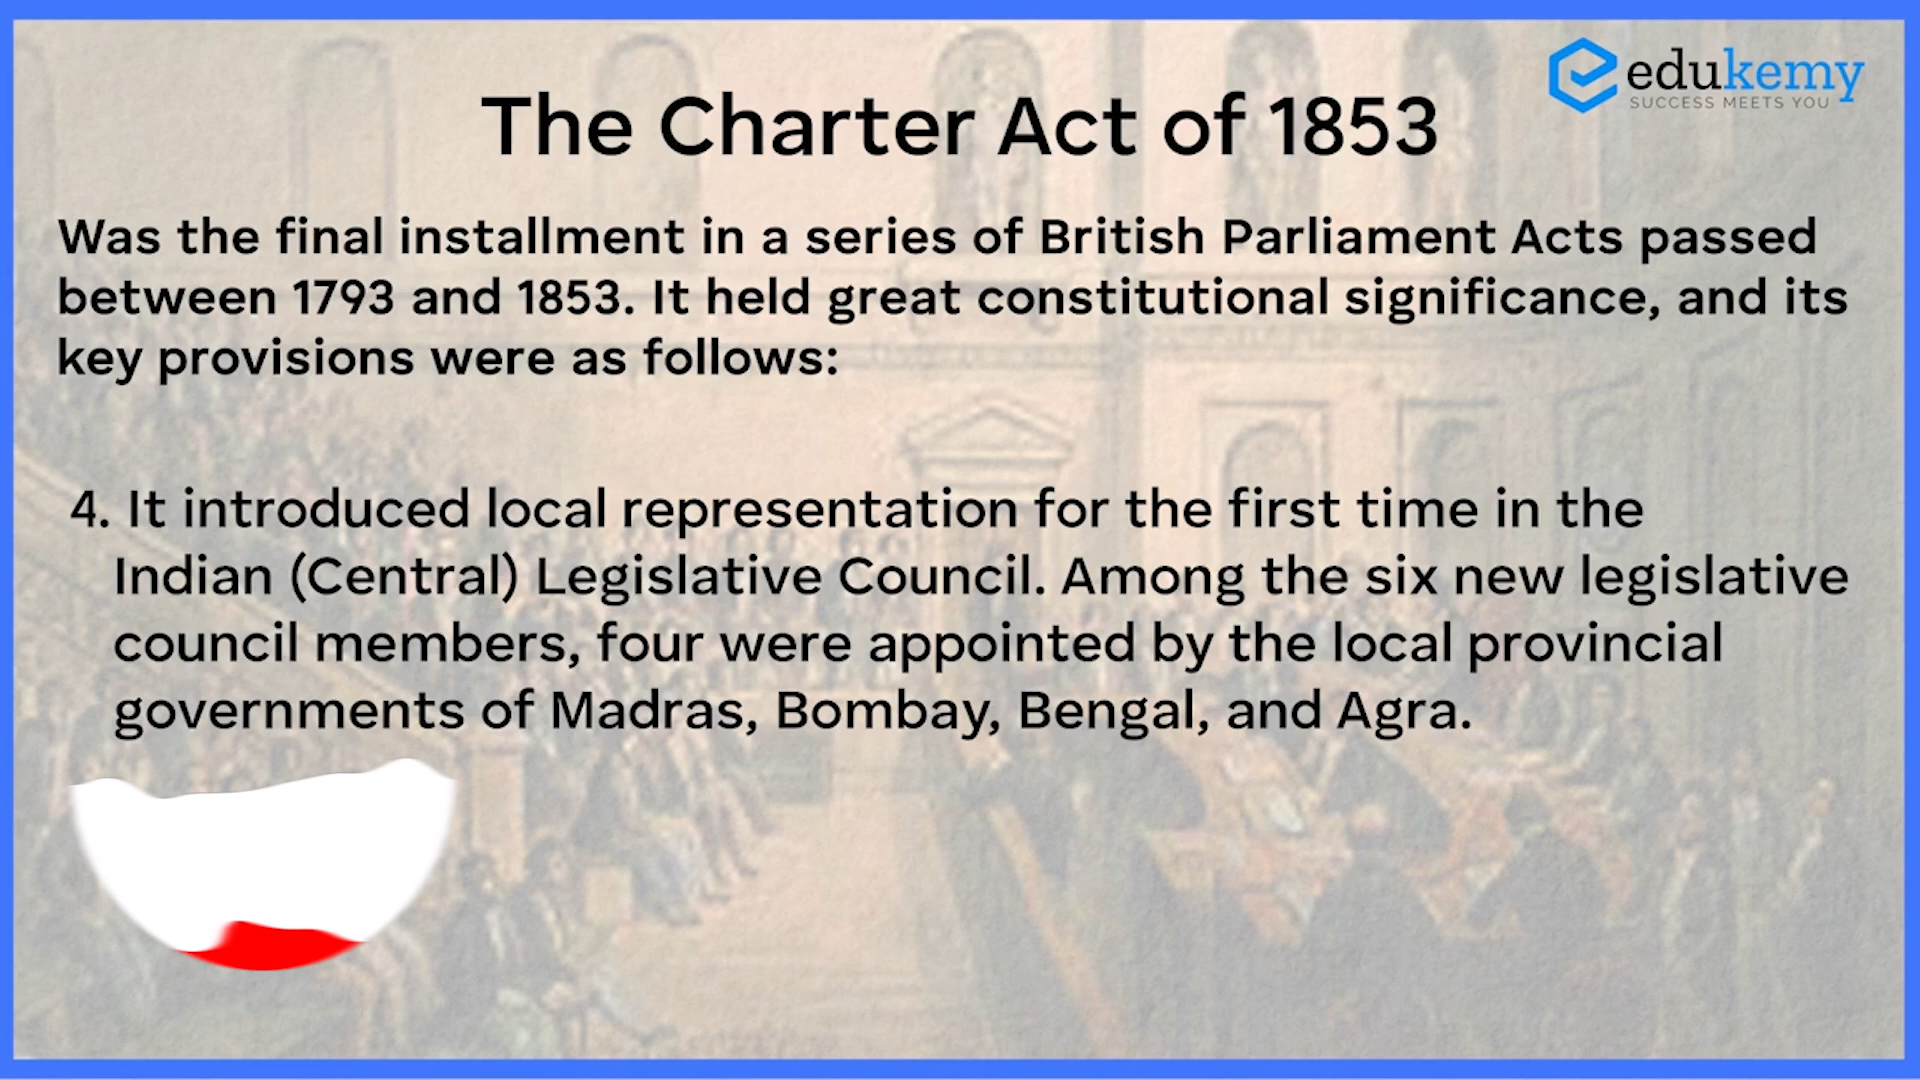 edukemy
SUCCESS MEETS YOU
The Charter Act of 1853
Was the final installment in a series of British Parliament Acts passed
between 1793 and 1853. It held great constitutional significance, and its
key provisions were as follows:
4. It introduced local representation for the first time in the
Indian (Central) Legislative Council. Among the six new legislative
council members, four were appointed by the local provincial
governments of Madras, Bombay, Bengal, and Agra.